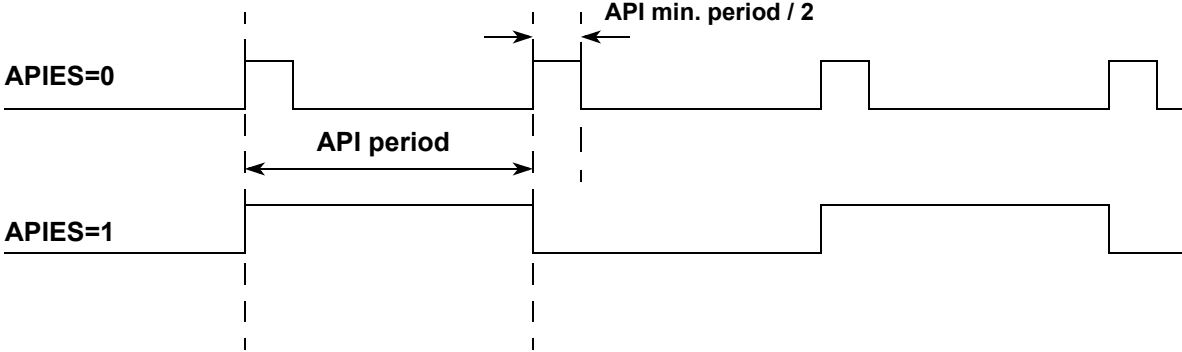 API min. period / 2
APIES=0
API period
APIES=1